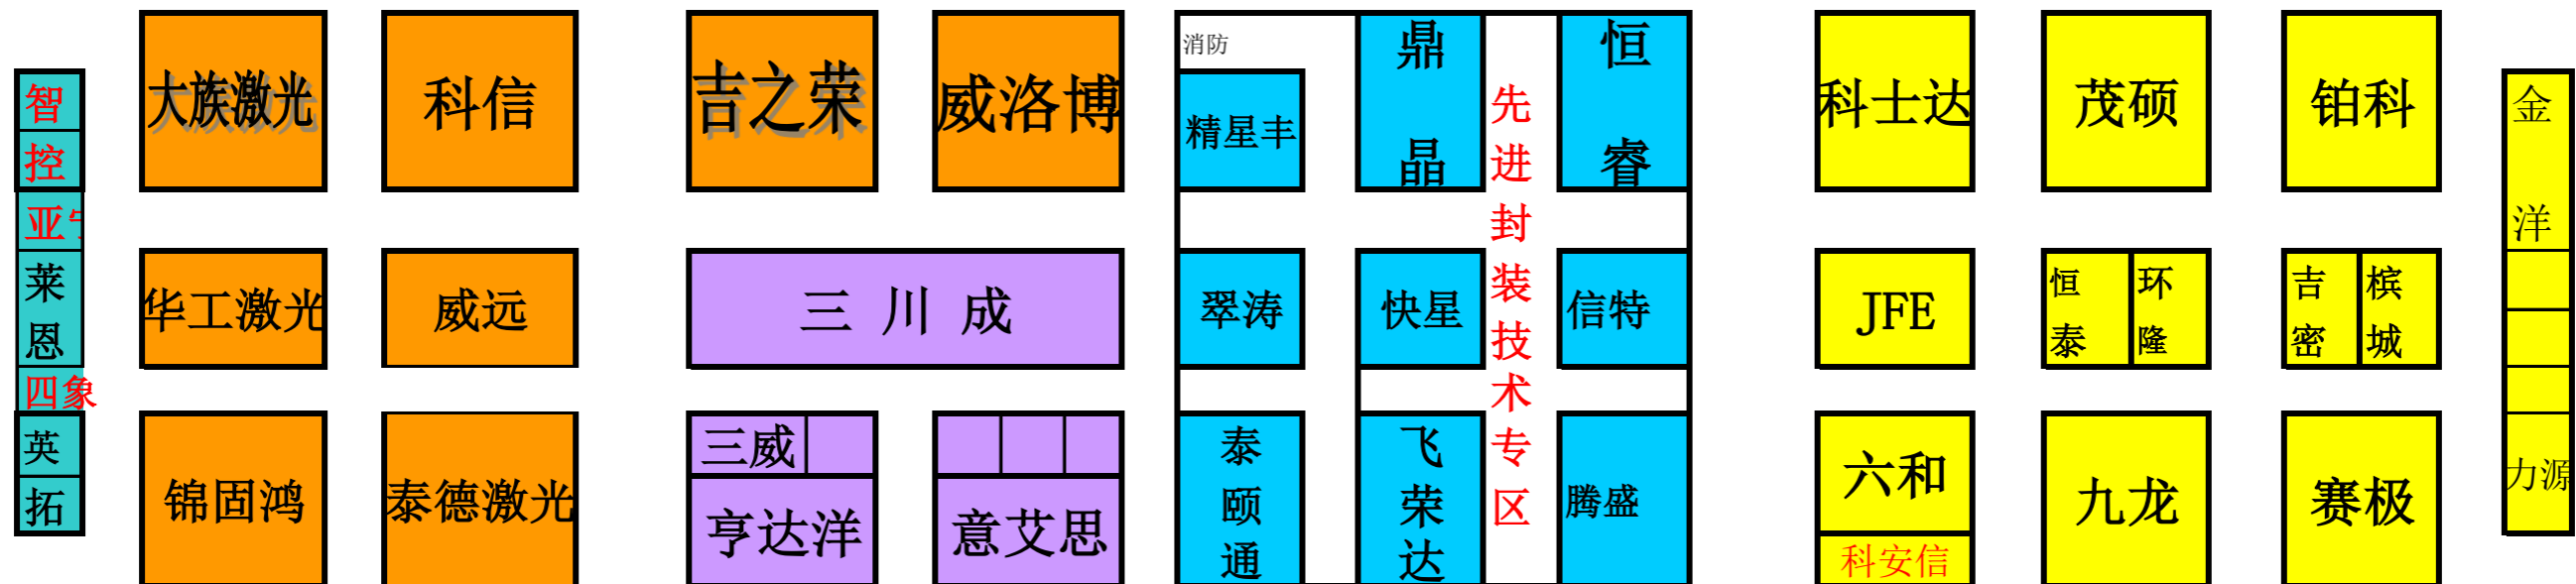 智控
亚宁
莱恩
四象
英拓
大族激光
科信
吉之荣
威洛博
华工激光
威远
三川成
锦固鸿
泰德激光
三威
亨达洋
意艾思
消防
精星丰
鼎晶
恒睿
先进封装技术专区
翠涛
快星
信特
泰颐通
飞荣达
腾盛
科士达
茂硕
铂科
JFE
恒泰
环隆
吉密
槟城
六和
科安信
九龙
赛极
金洋
力源